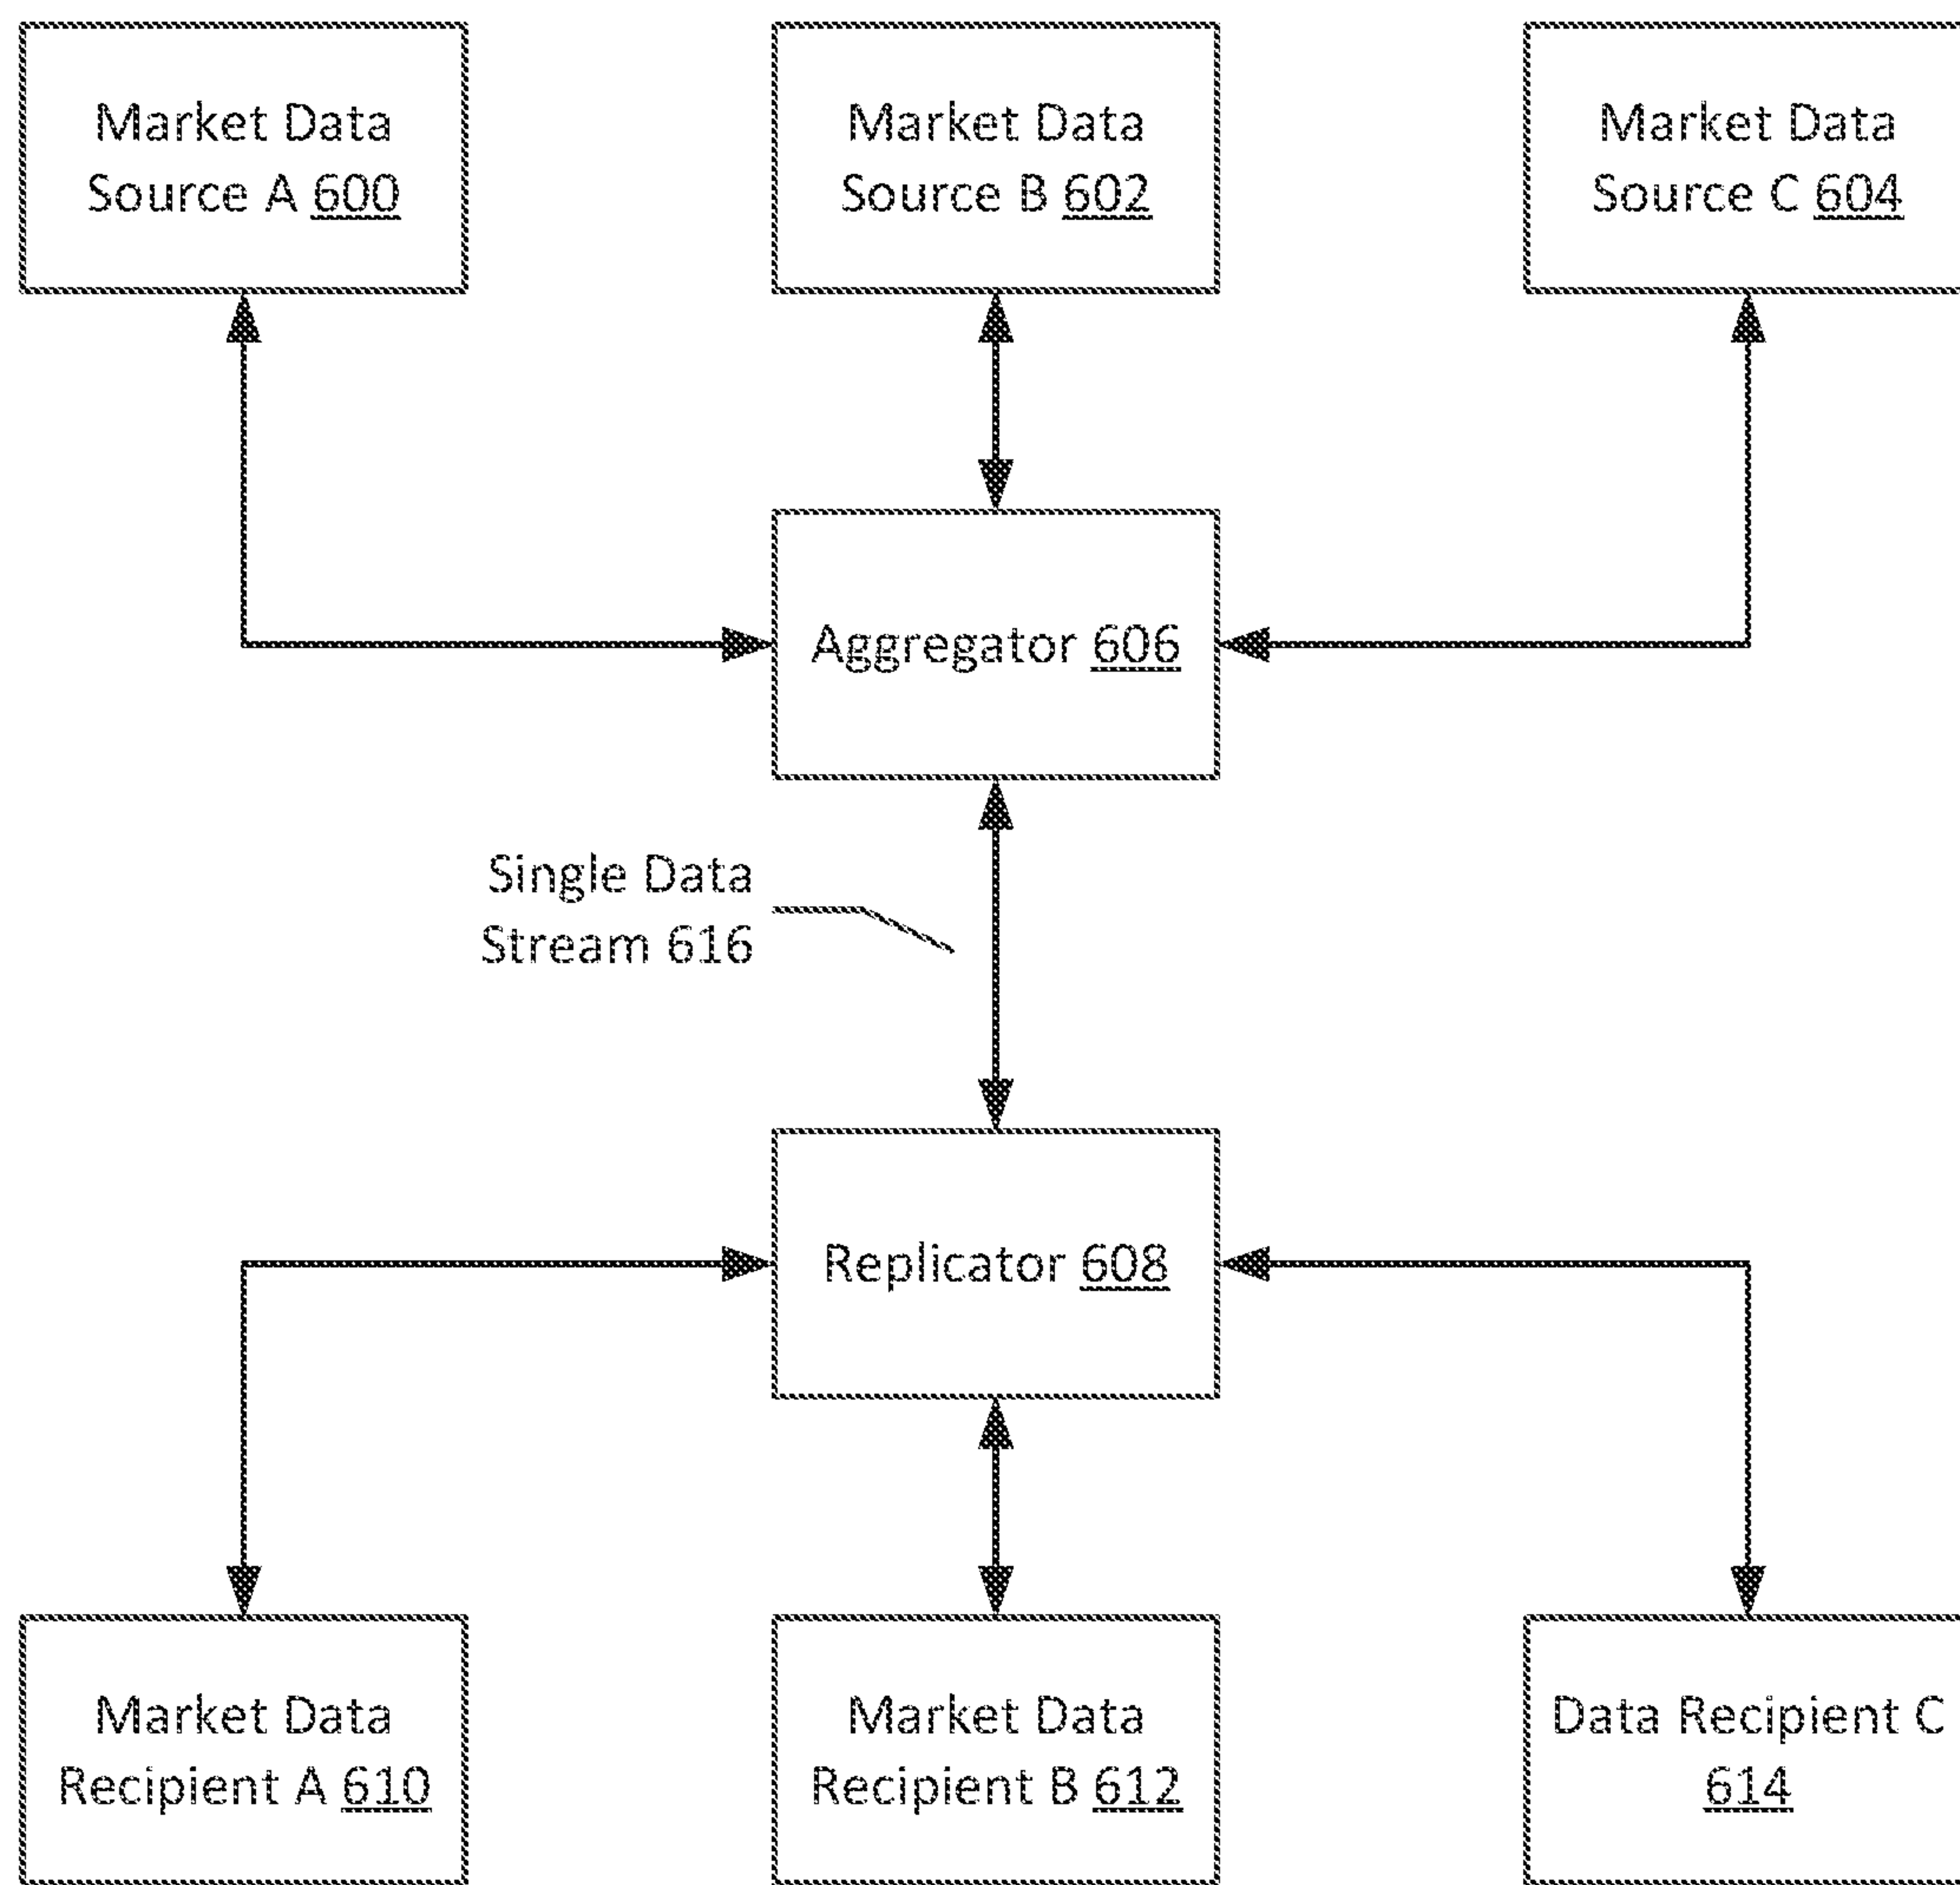 Market Data
Source A 600
Market Data
Source B 602
Market Data
Source C 604
Aggregator 606
Single Data
Stream 616
Replicator 608
Market Data
Recipient A 610
Market Data
Recipient B 612
Data Recipient C
614